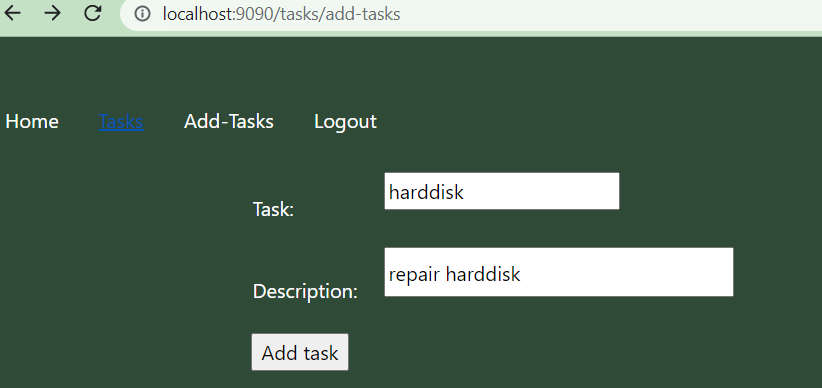 localhost:9090/tasks/add-tasks
Home Tasks Add-Tasks Logout
Task: harddisk
Description: repair harddisk
Add task